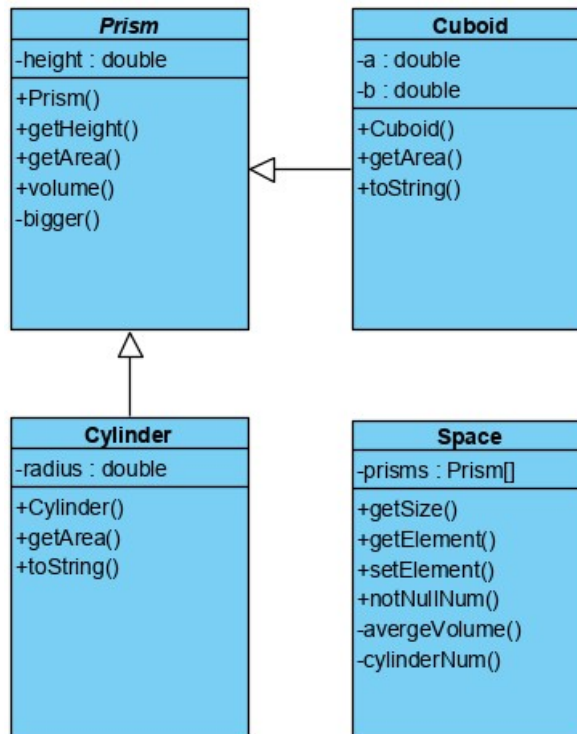 Prism
-height : double
+Prism()
+getHeight()
+getArea()
+volume()
-bigger()
Cuboid
-a : double
-b : double
+Cuboid()
+getArea()
+toString()
Cylinder
-radius : double
+Cylinder()
+getArea()
+toString()
Space
-prisms : Prism[]
+getSize()
+getElement()
+setElement()
+notNullNum()
-avergeVolume()
-cylinderNum()